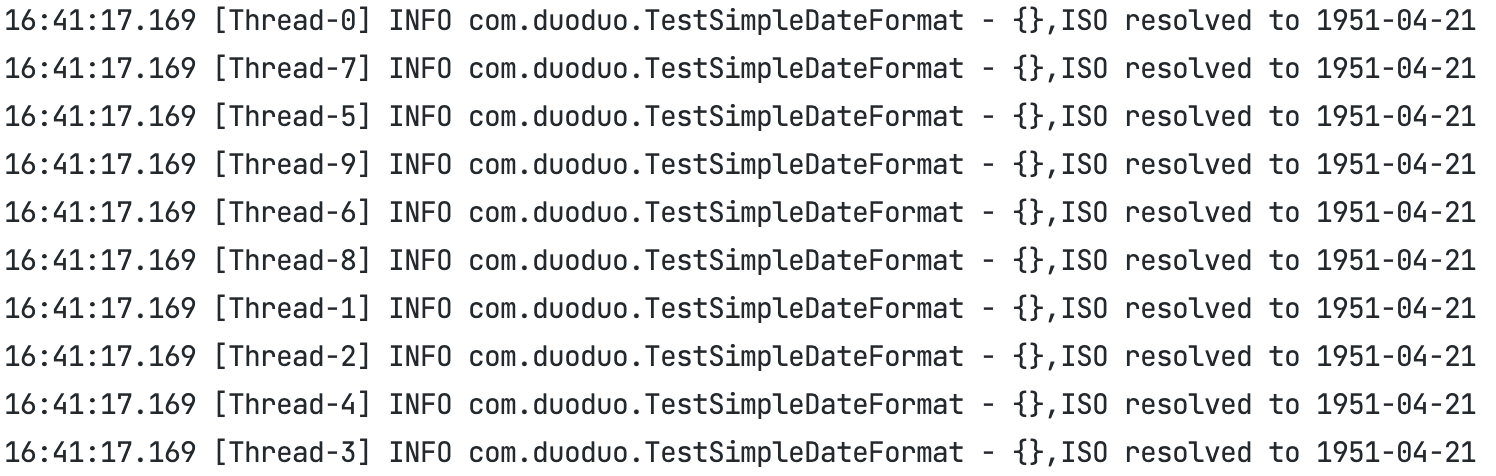 16:41:17.169 [Thread-0] INFO com.duoduo.TestSimpleDateFormat - {},ISO resolved to 1951-04-21
16:41:17.169 [Thread-7] INFO com.duoduo.TestSimpleDateFormat - {},ISO resolved to 1951-04-21
16:41:17.169 [Thread-5] INFO com.duoduo.TestSimpleDateFormat - {},ISO resolved to 1951-04-21
16:41:17.169 [Thread-9] INFO com.duoduo.TestSimpleDateFormat - {},ISO resolved to 1951-04-21
16:41:17.169 [Thread-6] INFO com.duoduo.TestSimpleDateFormat - {},ISO resolved to 1951-04-21
16:41:17.169 [Thread-8] INFO com.duoduo.TestSimpleDateFormat - {},ISO resolved to 1951-04-21
16:41:17.169 [Thread-1] INFO com.duoduo.TestSimpleDateFormat - {},ISO resolved to 1951-04-21
16:41:17.169 [Thread-2] INFO com.duoduo.TestSimpleDateFormat - {},ISO resolved to 1951-04-21
16:41:17.169 [Thread-4] INFO com.duoduo.TestSimpleDateFormat - {},ISO resolved to 1951-04-21
16:41:17.169 [Thread-3] INFO com.duoduo.TestSimpleDateFormat - {},ISO resolved to 1951-04-21